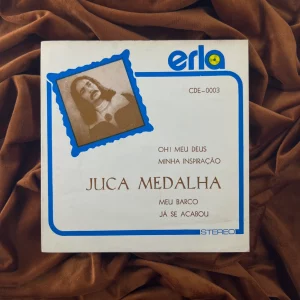 erla
CDE-0003
OH! MEU DEUS
MINHA INSPIRAÇÃO
JUCA MEDALHA
MEU BARCO
JÁ SE ACABOU
STEREO